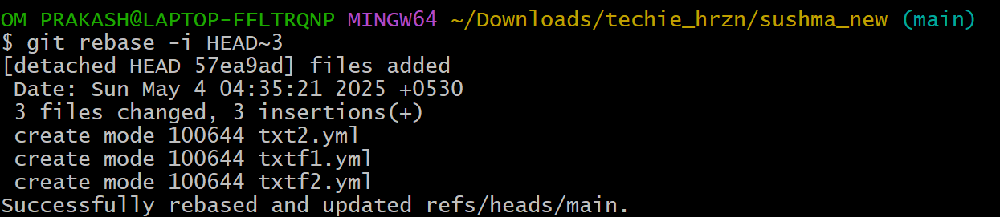 OM PRAKASH@LAPTOP-FFLTRQNP MINGW64 ~/Downloads/techie_hrzn/sushma_new (main)
$ git rebase -i HEAD~3
[detached HEAD 57ea9ad] files added
 Date: Sun May 4 04:35:21 2025 +0530
 3 files changed, 3 insertions(+)
 create mode 100644 txt2.yml
 create mode 100644 txtf1.yml
 create mode 100644 txtf2.yml
Successfully rebased and updated refs/heads/main.